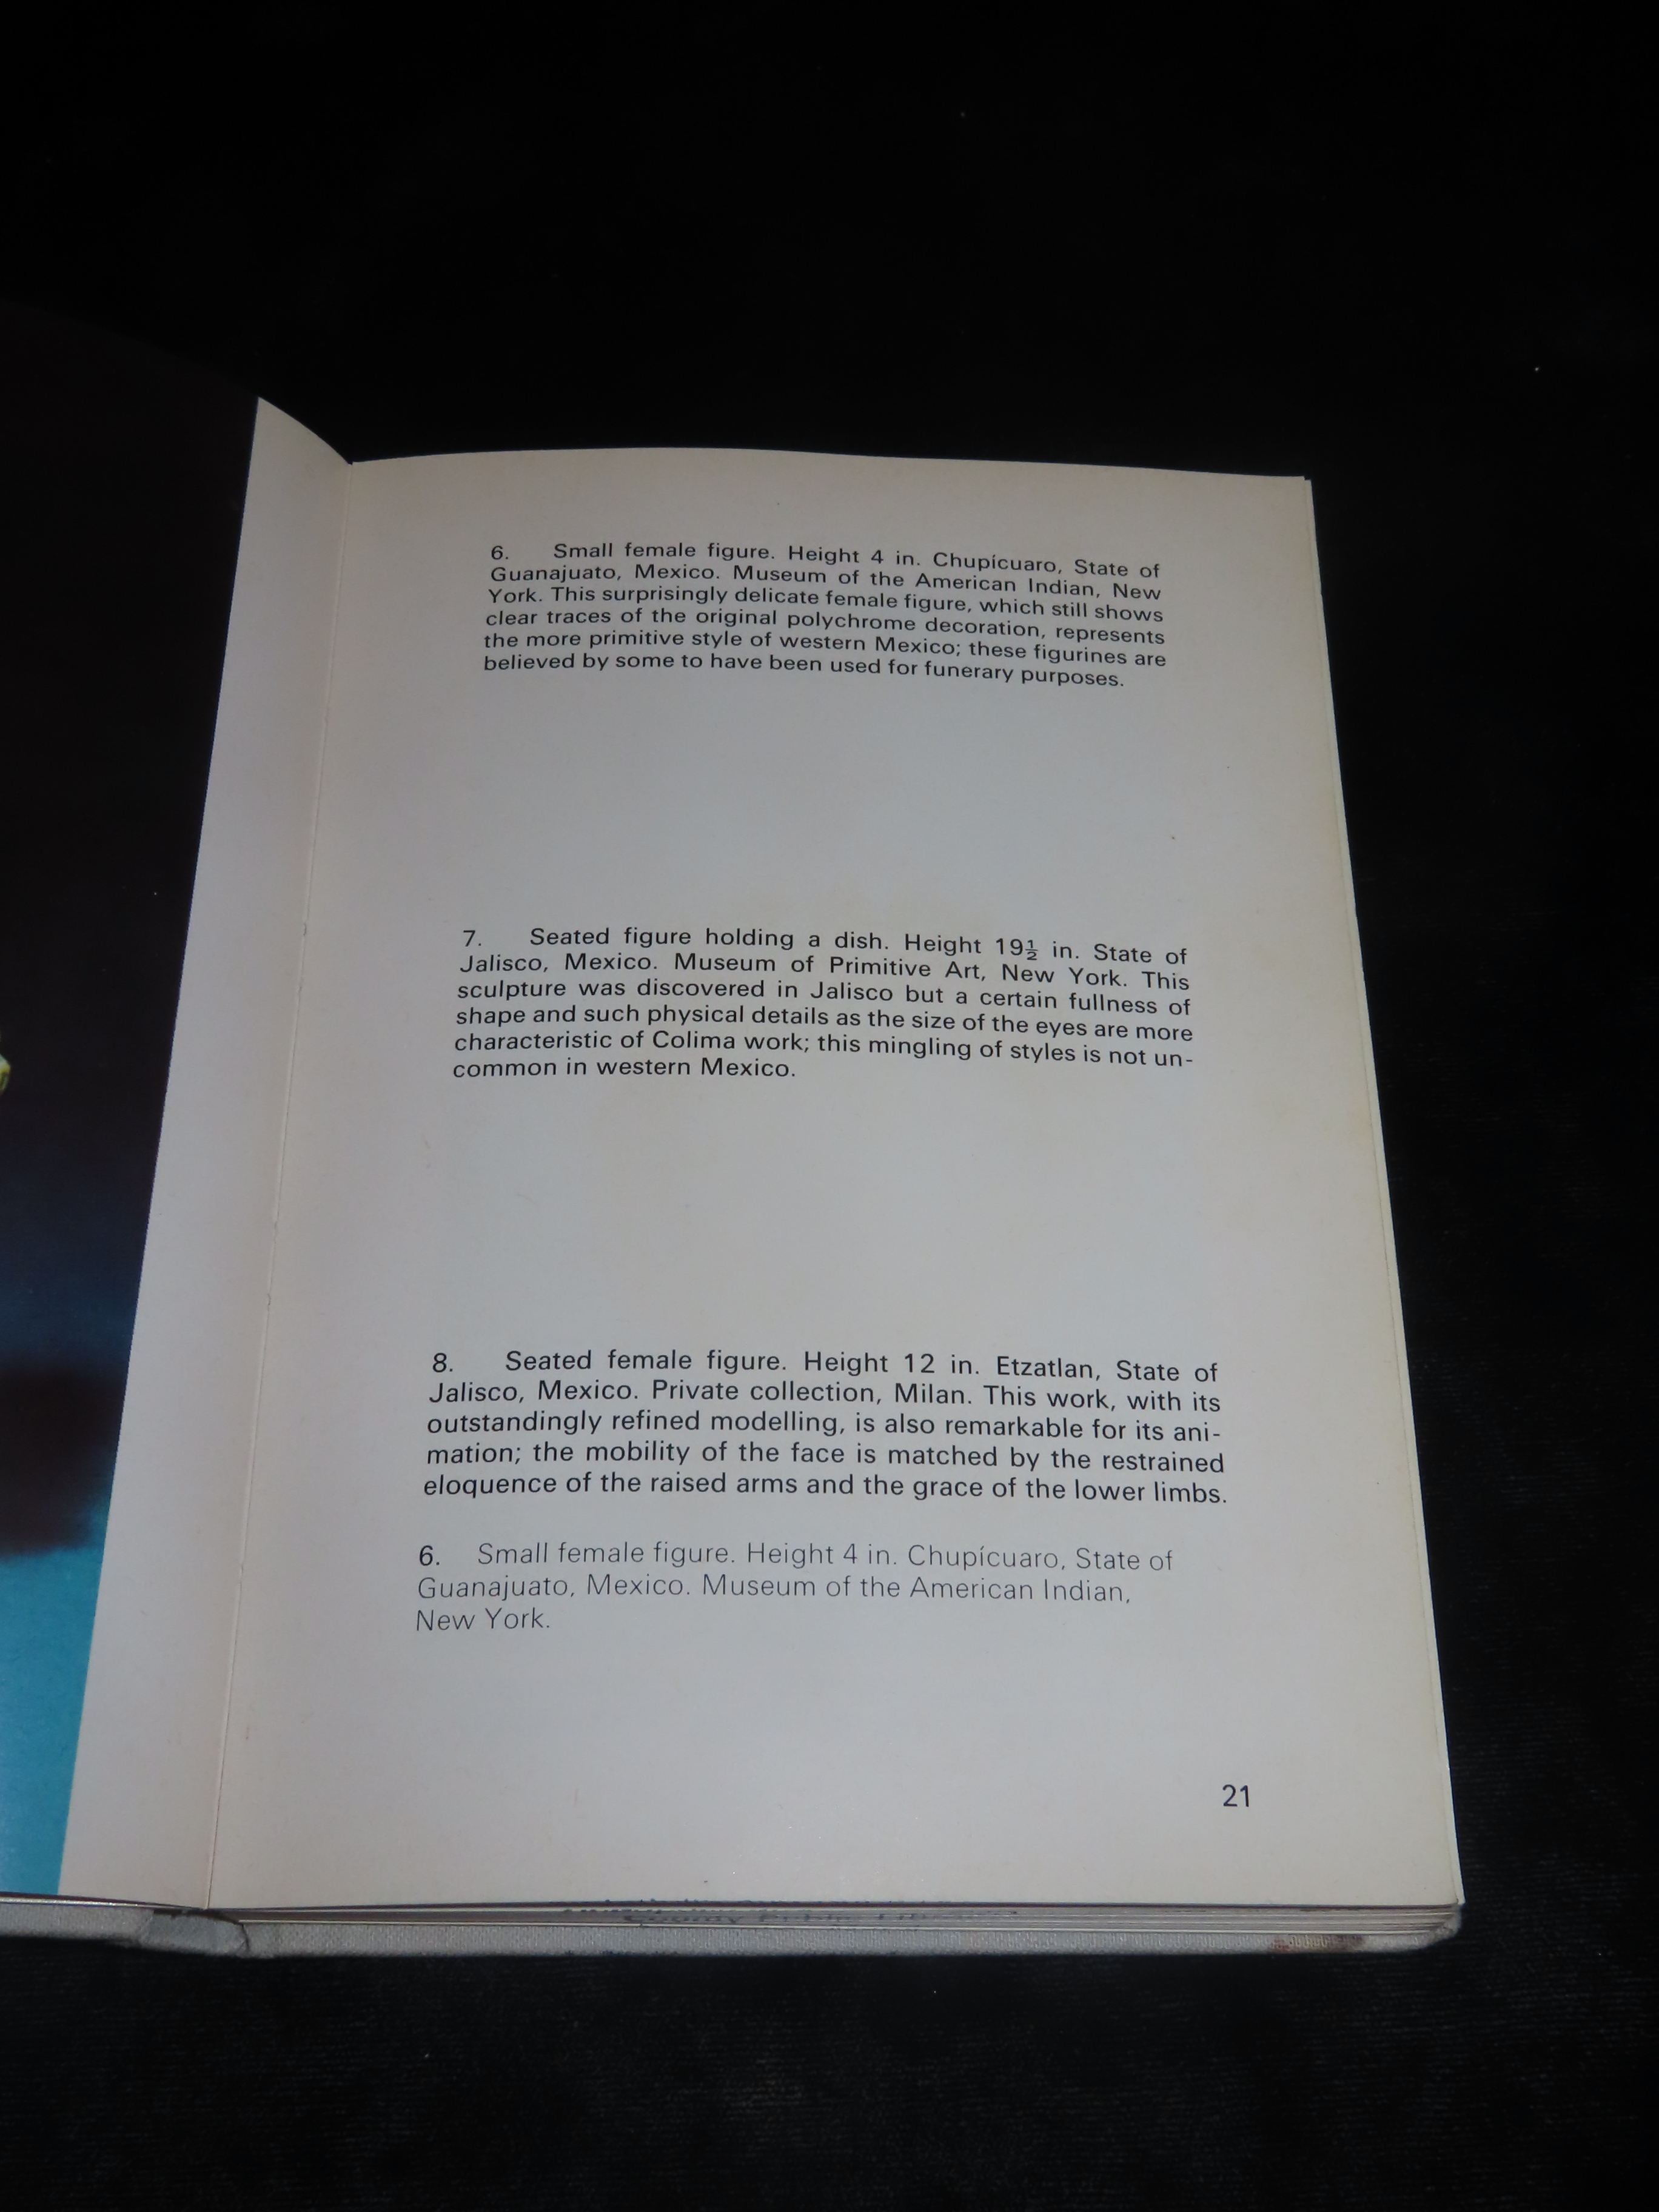 6. Small female figure. Height 4 in. Chupícuaro, State of
Guanajuato, Mexico. Museum of the American Indian, New
York. This surprisingly delicate female figure, which still shows
clear traces of the original polychrome decoration, represents
the more primitive style of western Mexico; these figurines are
believed by some to have been used for funerary purposes.
7. Seated figure holding a dish. Height 19½ in. State of
Jalisco, Mexico. Museum of Primitive Art, New York. This
sculpture was discovered in Jalisco but a certain fullness of
shape and such physical details as the size of the eyes are more
characteristic of Colima work; this mingling of styles is not un-
common in western Mexico.
8. Seated female figure. Height 12 in. Etzatlan, State of
Jalisco, Mexico. Private collection, Milan. This work, with its
outstandingly refined modelling, is also remarkable for its ani-
mation; the mobility of the face is matched by the restrained
eloquence of the raised arms and the grace of the lower limbs.
6. Small female figure. Height 4 in. Chupícuaro, State of
Guanajuato, Mexico. Museum of the American Indian,
New York.
21